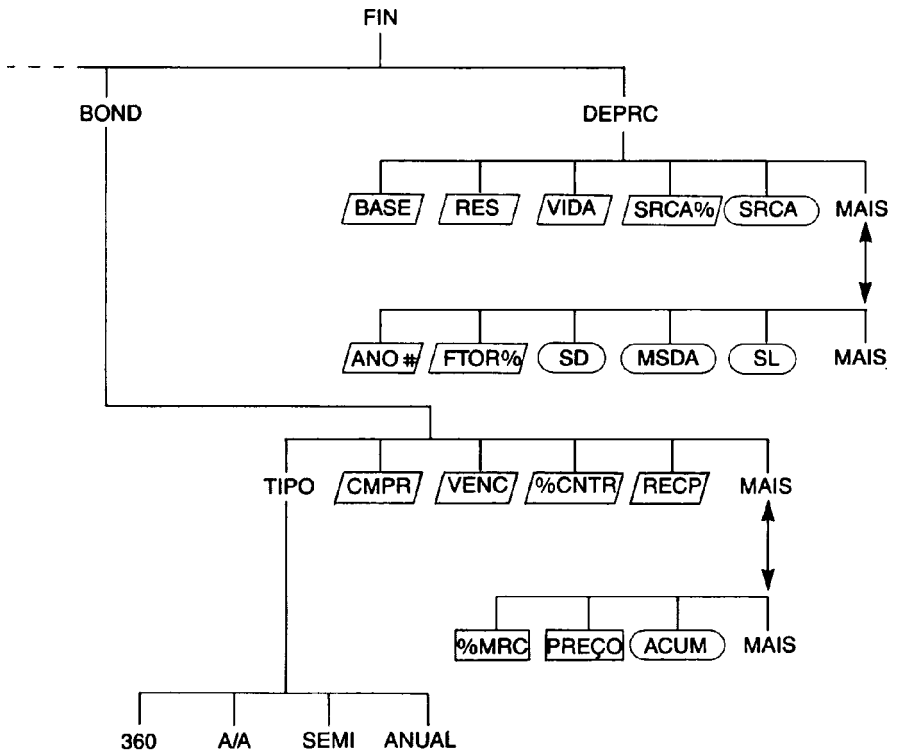 FIN
BOND DEPRC
BASE RES VIDA SRCA% SRCA MAIS
ANO # FTOR% SD MSDA SL MAIS
TIPO CMPR VENC %CNTR RECP MAIS
%MRC PREÇO ACUM MAIS
360 A/A SEMI ANUAL